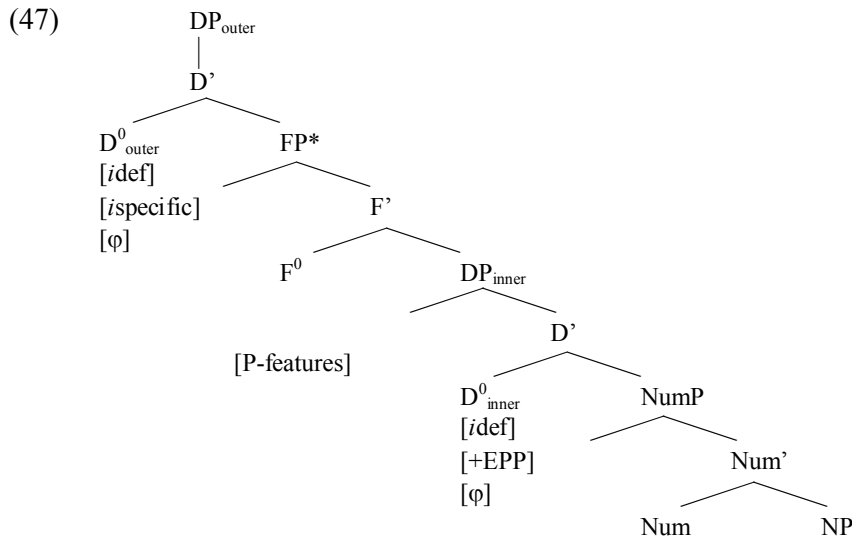 (47) DPouter
D’
D0outer FP*
[idef]
[ispecific] F’
[φ]
F0 DPinner
D’
[P-features]
D0inner NumP
[idef]
[+EPP] Num’
[φ]
Num NP